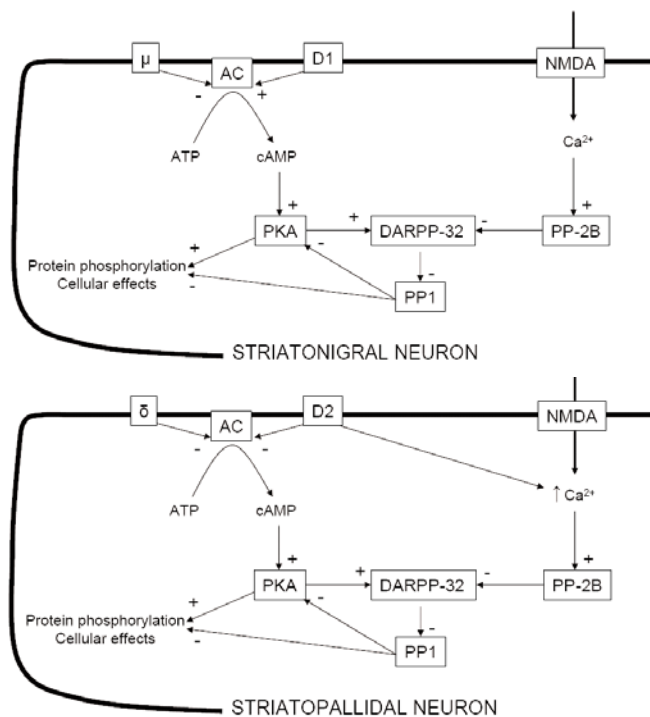 μ
AC
D1
NMDA
-
+
ATP
cAMP
Ca²⁺
+
+
PKA
+
DARPP-32
-
PP-2B
+
-
Protein phosphorylation
Cellular effects
-
-
PP1
STRIATONIGRAL NEURON
δ
AC
D2
NMDA
-
-
ATP
cAMP
↑ Ca²⁺
+
+
PKA
+
DARPP-32
-
PP-2B
+
-
Protein phosphorylation
Cellular effects
-
-
PP1
STRIATOPALLIDAL NEURON